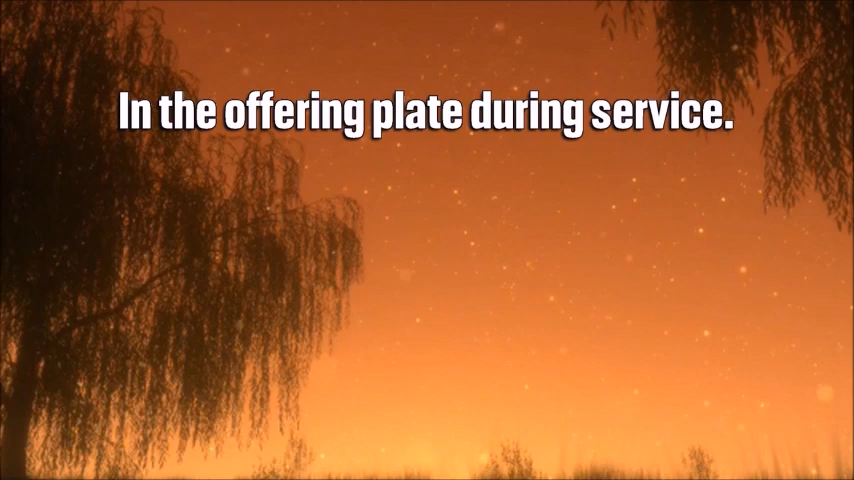 In the offering plate during service.